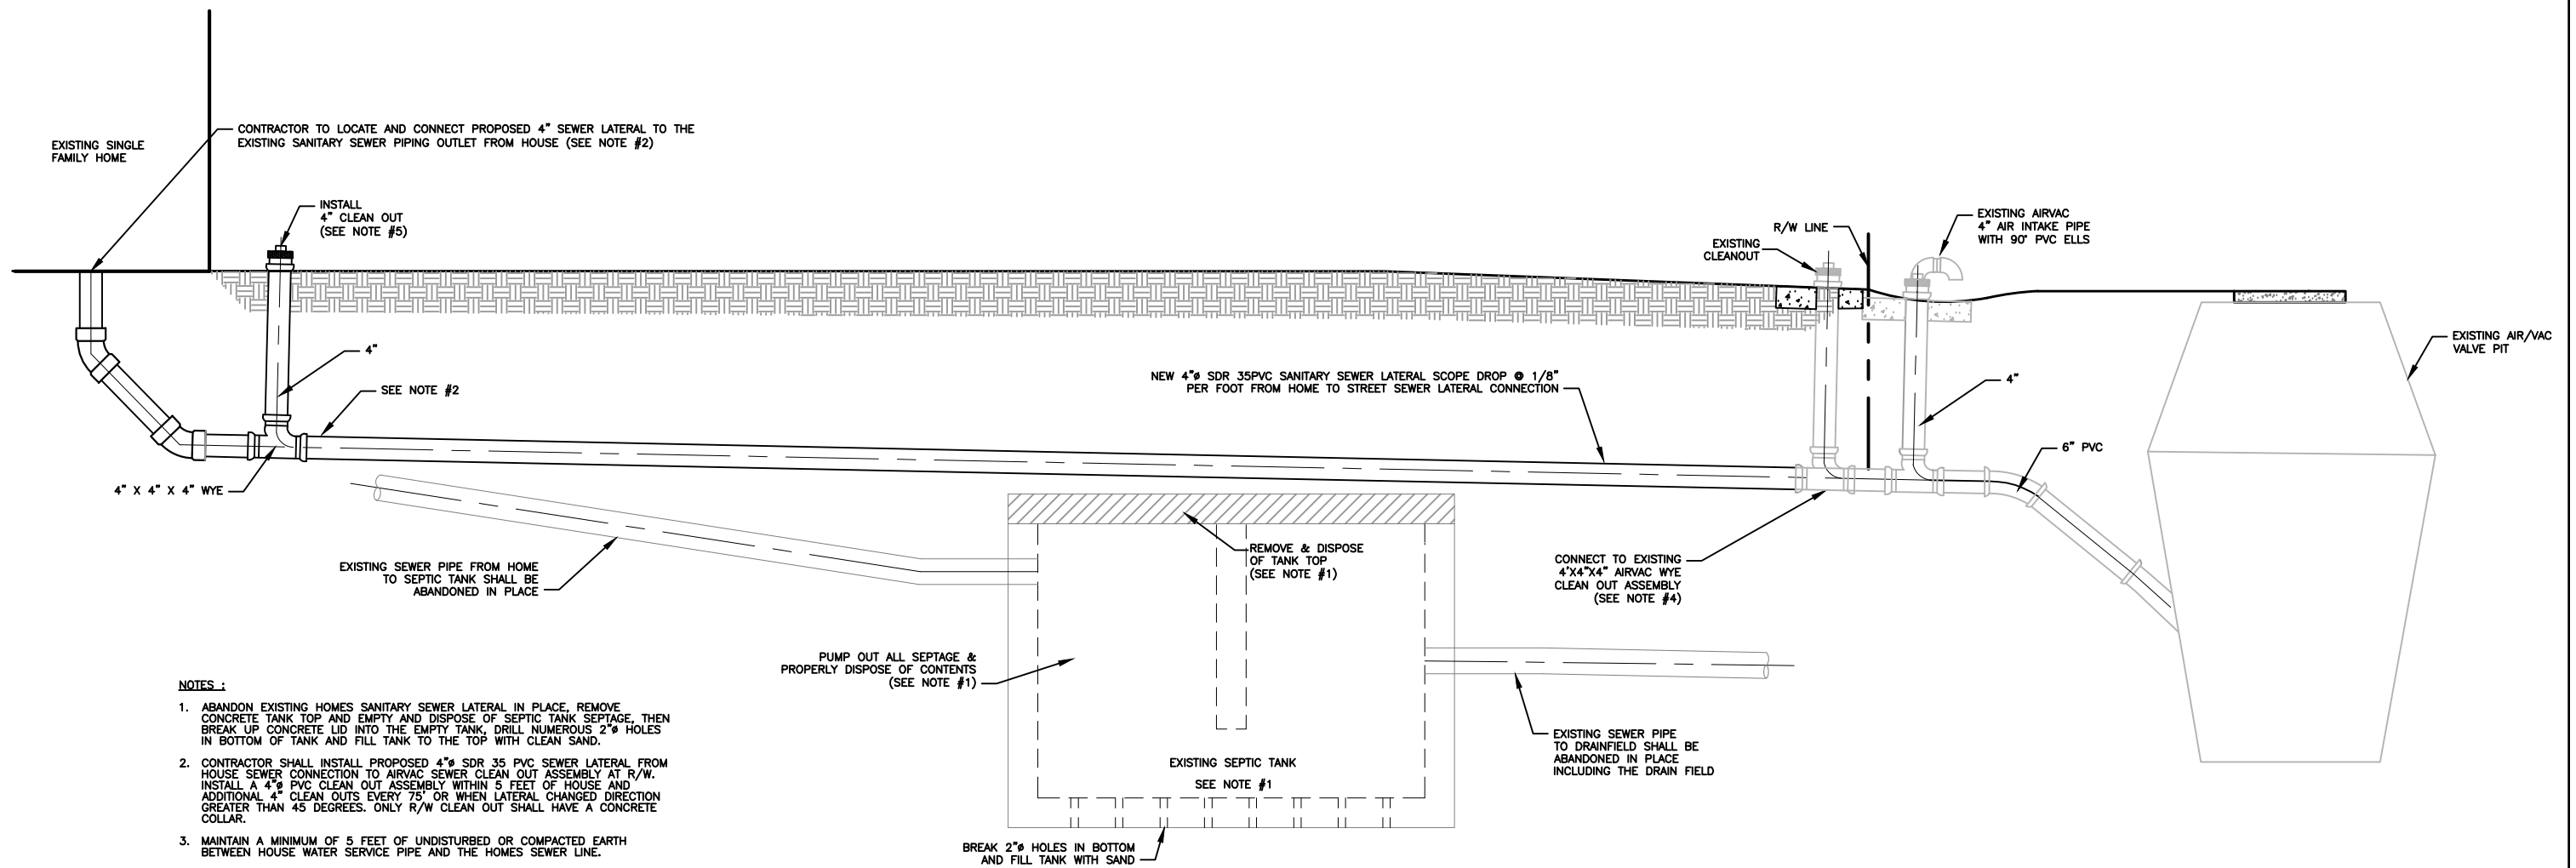 EXISTING SINGLE
FAMILY HOME
CONTRACTOR TO LOCATE AND CONNECT PROPOSED 4" SEWER LATERAL TO THE
EXISTING SANITARY SEWER PIPING OUTLET FROM HOUSE (SEE NOTE #2)
INSTALL
4" CLEAN OUT
(SEE NOTE #5)
R/W LINE
EXISTING
CLEANOUT
EXISTING AIRVAC
4" AIR INTAKE PIPE
WITH 90° PVC ELLS
EXISTING AIR/VAC
VALVE PIT
4"
SEE NOTE #2
NEW 4"ø SDR 35PVC SANITARY SEWER LATERAL SCOPE DROP @ 1/8"
PER FOOT FROM HOME TO STREET SEWER LATERAL CONNECTION
4"
6" PVC
4" X 4" X 4" WYE
EXISTING SEWER PIPE FROM HOME
TO SEPTIC TANK SHALL BE
ABANDONED IN PLACE
REMOVE & DISPOSE
OF TANK TOP
(SEE NOTE #1)
CONNECT TO EXISTING
4'X4"X4" AIRVAC WYE
CLEAN OUT ASSEMBLY
(SEE NOTE #4)
PUMP OUT ALL SEPTAGE &
PROPERLY DISPOSE OF CONTENTS
(SEE NOTE #1)
EXISTING SEPTIC TANK
SEE NOTE #1
EXISTING SEWER PIPE
TO DRAINFIELD SHALL BE
ABANDONED IN PLACE
INCLUDING THE DRAIN FIELD
BREAK 2"ø HOLES IN BOTTOM
AND FILL TANK WITH SAND
NOTES :
1. ABANDON EXISTING HOMES SANITARY SEWER LATERAL IN PLACE, REMOVE
CONCRETE TANK TOP AND EMPTY AND DISPOSE OF SEPTIC TANK SEPTAGE, THEN
BREAK UP CONCRETE LID INTO THE EMPTY TANK, DRILL NUMEROUS 2"ø HOLES
IN BOTTOM OF TANK AND FILL TANK TO THE TOP WITH CLEAN SAND.
2. CONTRACTOR SHALL INSTALL PROPOSED 4"ø SDR 35 PVC SEWER LATERAL FROM
HOUSE SEWER CONNECTION TO AIRVAC SEWER CLEAN OUT ASSEMBLY AT R/W.
INSTALL A 4"ø PVC CLEAN OUT ASSEMBLY WITHIN 5 FEET OF HOUSE AND
ADDITIONAL 4" CLEAN OUTS EVERY 75' OR WHEN LATERAL CHANGED DIRECTION
GREATER THAN 45 DEGREES. ONLY R/W CLEAN OUT SHALL HAVE A CONCRETE
COLLAR.
3. MAINTAIN A MINIMUM OF 5 FEET OF UNDISTURBED OR COMPACTED EARTH
BETWEEN HOUSE WATER SERVICE PIPE AND THE HOMES SEWER LINE.